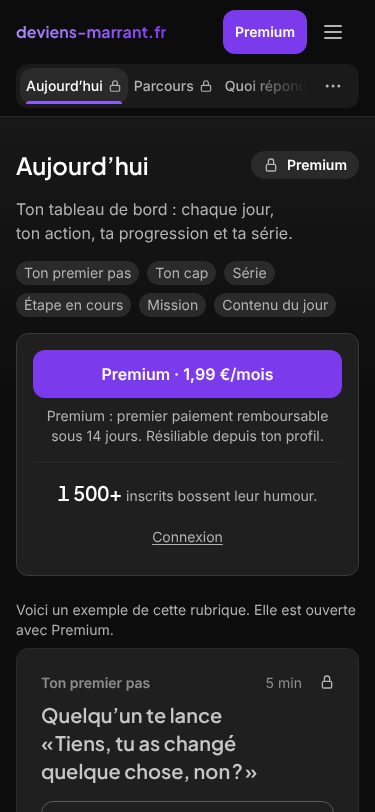 deviens-marrant.fr
Premium
Aujourd’hui
Parcours
Quoi répond
Aujourd’hui
Premium
Ton tableau de bord : chaque jour,
ton action, ta progression et ta série.
Ton premier pas
Ton cap
Série
Étape en cours
Mission
Contenu du jour
Premium · 1,99 €/mois
Premium : premier paiement remboursable
sous 14 jours. Résiliable depuis ton profil.
1 500+ inscrits bossent leur humour.
Connexion
Voici un exemple de cette rubrique. Elle est ouverte
avec Premium.
Ton premier pas
5 min
Quelqu’un te lance
« Tiens, tu as changé
quelque chose, non ? »